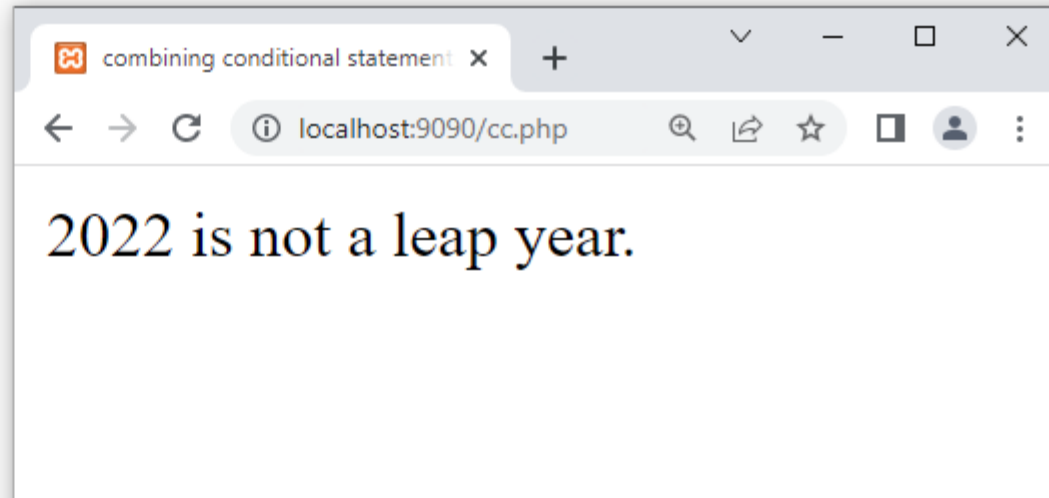 combining conditional statement
localhost:9090/cc.php
2022 is not a leap year.